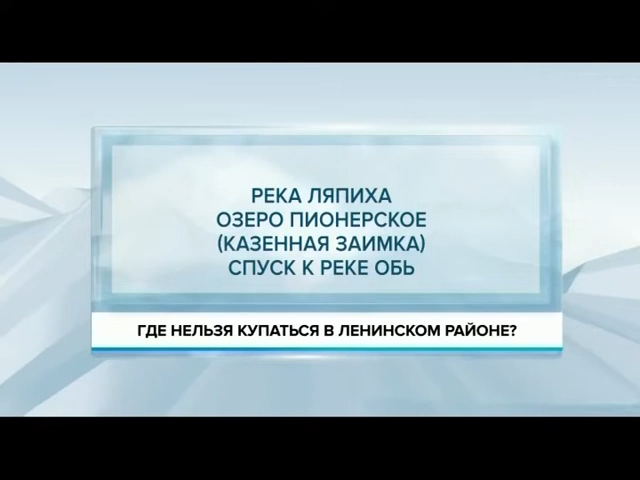 РЕКА ЛЯПИХА
ОЗЕРО ПИОНЕРСКОЕ
(КАЗЕННАЯ ЗАИМКА)
СПУСК К РЕКЕ ОБЬ
ГДЕ НЕЛЬЗЯ КУПАТЬСЯ В ЛЕНИНСКОМ РАЙОНЕ?